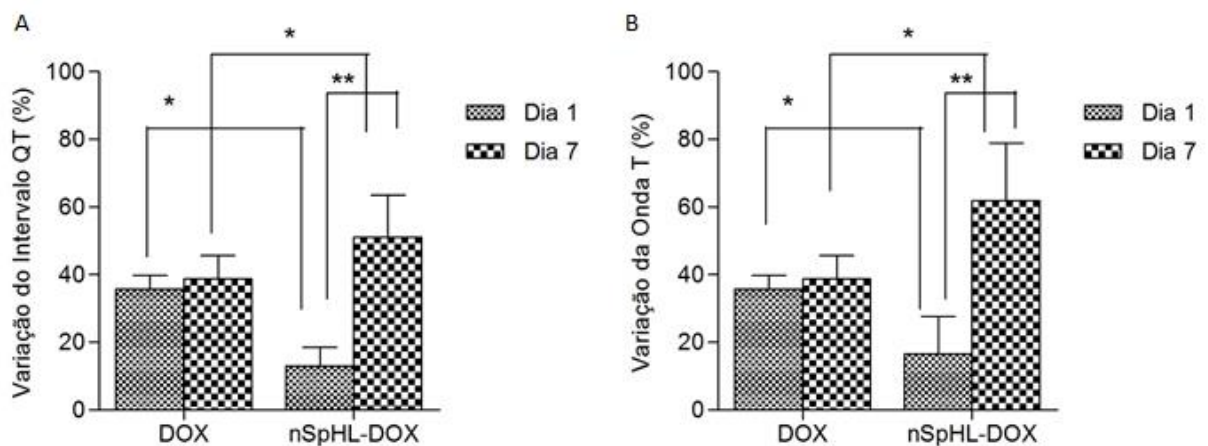 A
Variação do Intervalo QT (%)
100
80
60
40
20
0
*
*
**
DOX
nSpHL-DOX
Dia 1
Dia 7
B
Variação da Onda T (%)
100
80
60
40
20
0
*
*
**
DOX
nSpHL-DOX
Dia 1
Dia 7